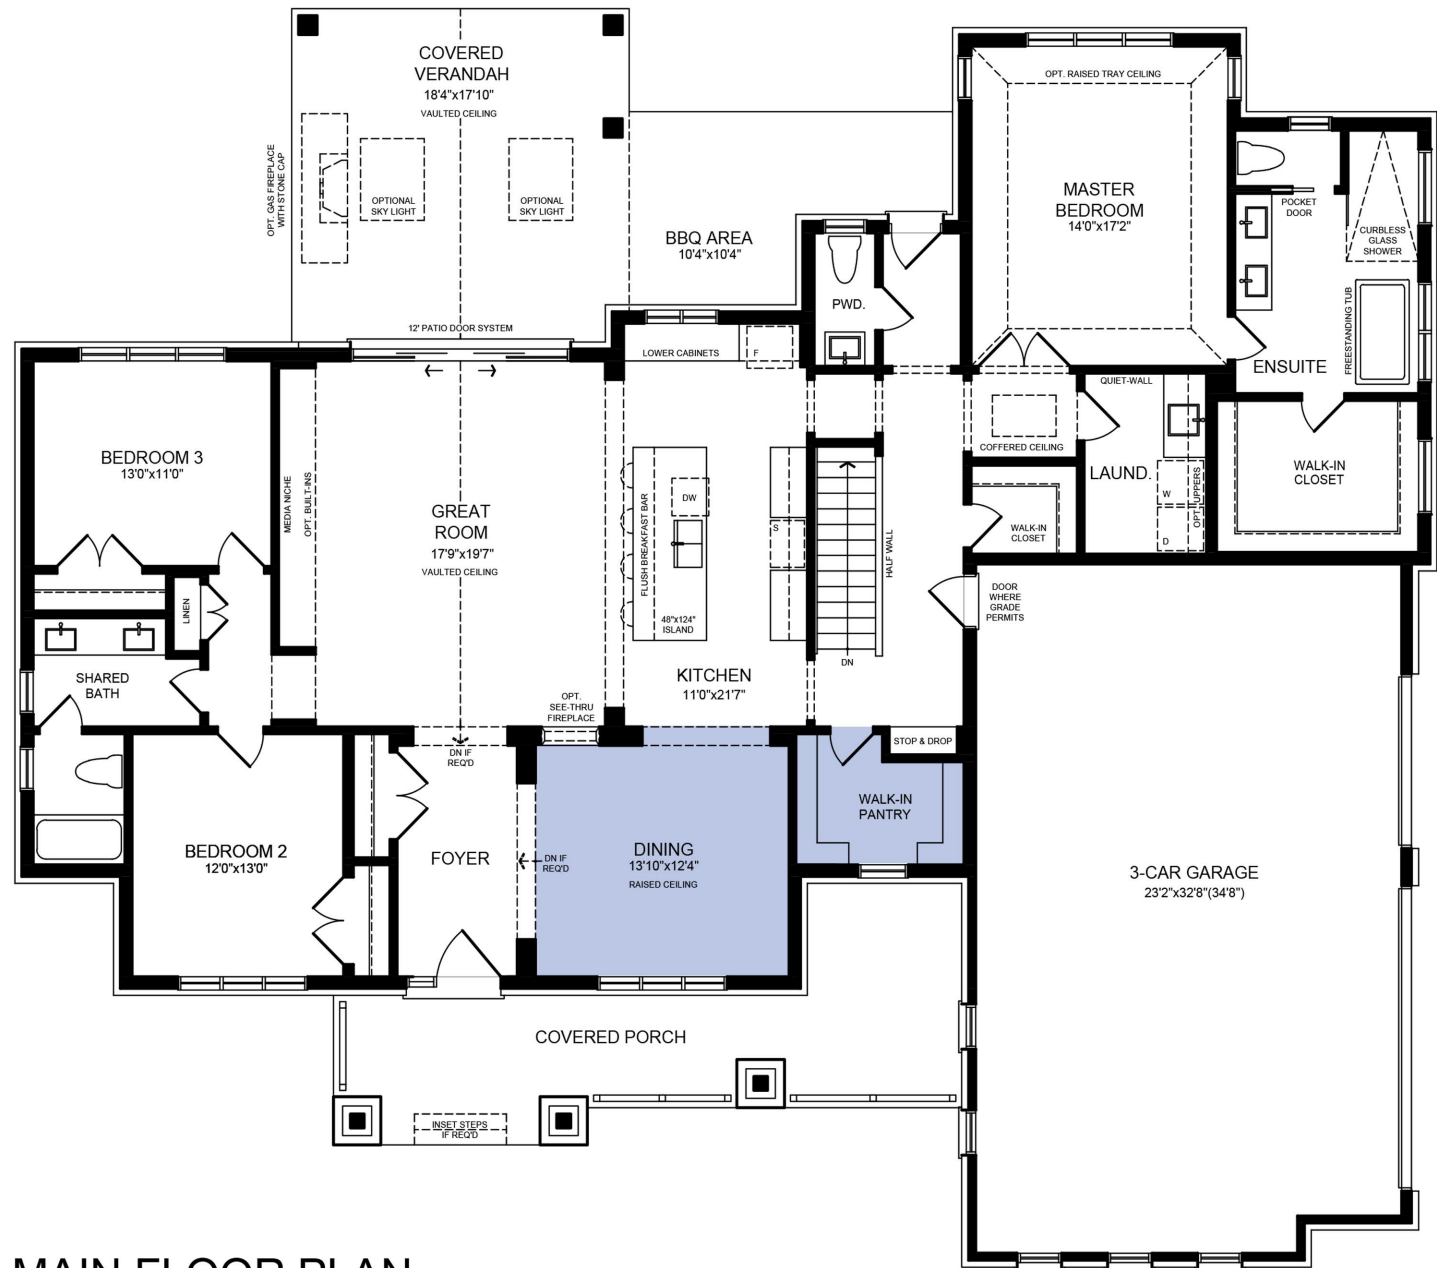 COVERED
VERANDAH
18'4"x17'10"
VAULTED CEILING
OPT. GAS FIREPLACE
WITH STONE CAP
OPTIONAL
SKY LIGHT
OPTIONAL
SKY LIGHT
BBQ AREA
10'4"x10'4"
12' PATIO DOOR SYSTEM
OPT. RAISED TRAY CEILING
MASTER
BEDROOM
14'0"x17'2"
POCKET
DOOR
CURBLESS
GLASS
SHOWER
FREESTANDING TUB
ENSUITE
PWD.
LOWER CABINETS
F
QUIET-WALL
COFFERED CEILING
LAUND.
W
D
OPT. UPPERS
WALK-IN
CLOSET
WALK-IN
CLOSET
BEDROOM 3
13'0"x11'0"
MEDIA NICHE
OPT. BUILT-INS
GREAT
ROOM
17'9"x19'7"
VAULTED CEILING
FLUSH BREAKFAST BAR
DW
S
48"x124"
ISLAND
KITCHEN
11'0"x21'7"
HALF WALL
DN
DOOR
WHERE
GRADE
PERMITS
LINEN
SHARED
BATH
OPT.
SEE-THRU
FIREPLACE
DN IF
REQ'D
STOP & DROP
WALK-IN
PANTRY
BEDROOM 2
12'0"x13'0"
FOYER
DN IF
REQ'D
DINING
13'10"x12'4"
RAISED CEILING
3-CAR GARAGE
23'2"x32'8"(34'8")
COVERED PORCH
INSET STEPS
IF REQ'D
MAIN FLOOR PLAN